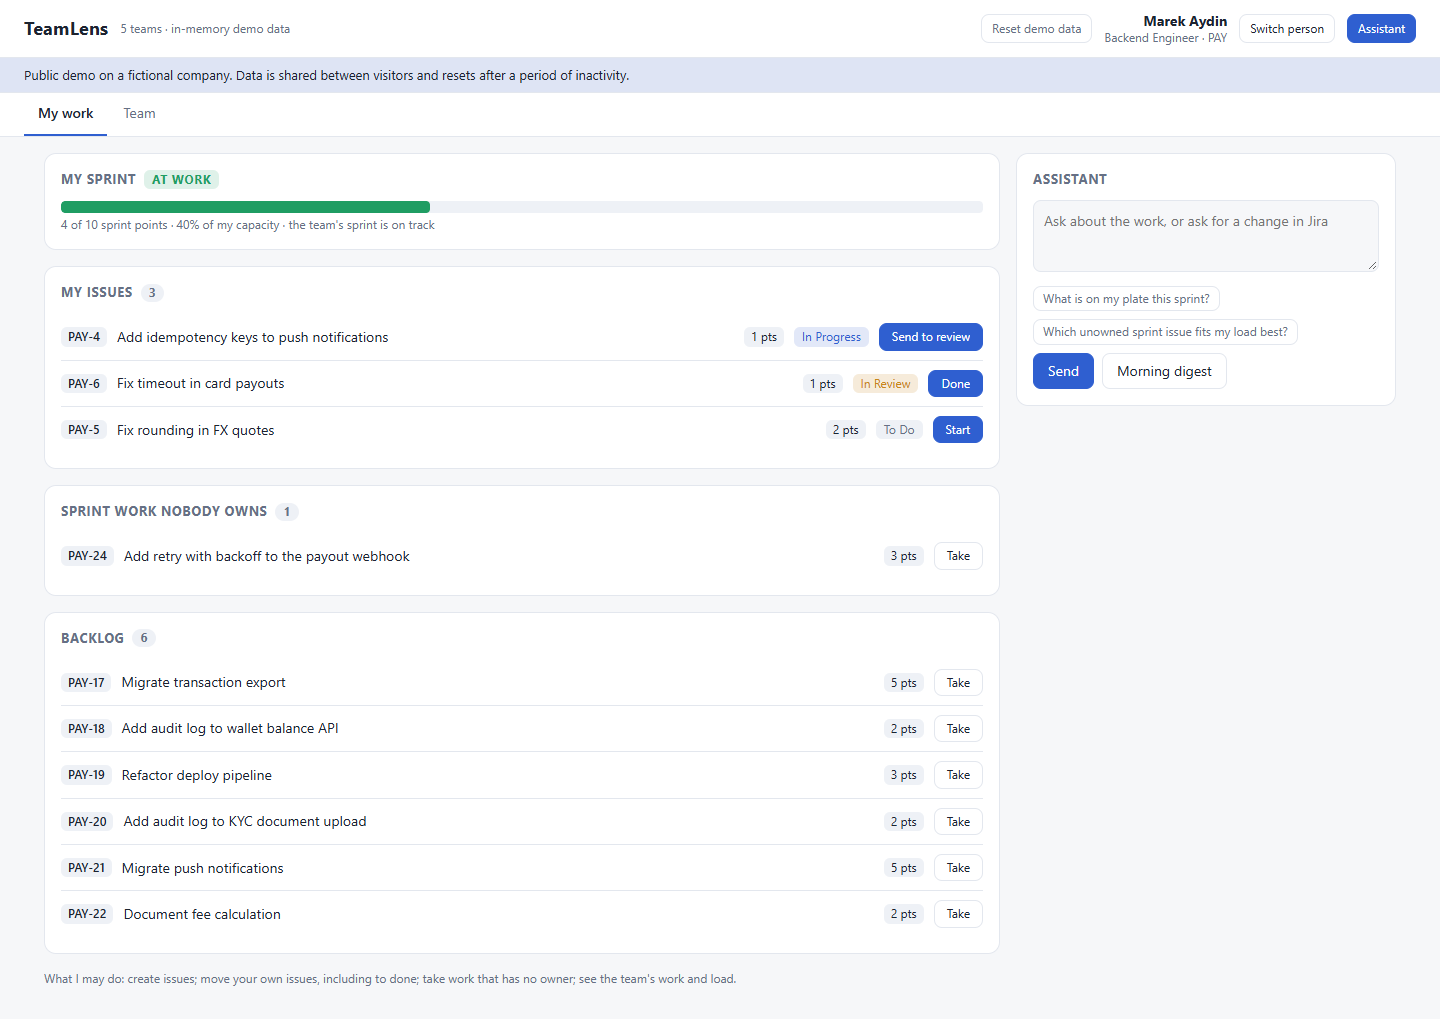 TeamLens
5 teams · in-memory demo data
Reset demo data
Marek Aydin
Backend Engineer · PAY
Switch person
Assistant
Public demo on a fictional company. Data is shared between visitors and resets after a period of inactivity.
My work
Team
MY SPRINT
AT WORK
4 of 10 sprint points · 40% of my capacity · the team's sprint is on track
MY ISSUES 3
PAY-4 Add idempotency keys to push notifications 1 pts In Progress Send to review
PAY-6 Fix timeout in card payouts 1 pts In Review Done
PAY-5 Fix rounding in FX quotes 2 pts To Do Start
SPRINT WORK NOBODY OWNS 1
PAY-24 Add retry with backoff to the payout webhook 3 pts Take
BACKLOG 6
PAY-17 Migrate transaction export 5 pts Take
PAY-18 Add audit log to wallet balance API 2 pts Take
PAY-19 Refactor deploy pipeline 3 pts Take
PAY-20 Add audit log to KYC document upload 2 pts Take
PAY-21 Migrate push notifications 5 pts Take
PAY-22 Document fee calculation 2 pts Take
What I may do: create issues; move your own issues, including to done; take work that has no owner; see the team's work and load.
ASSISTANT
Ask about the work, or ask for a change in Jira
What is on my plate this sprint?
Which unowned sprint issue fits my load best?
Send
Morning digest